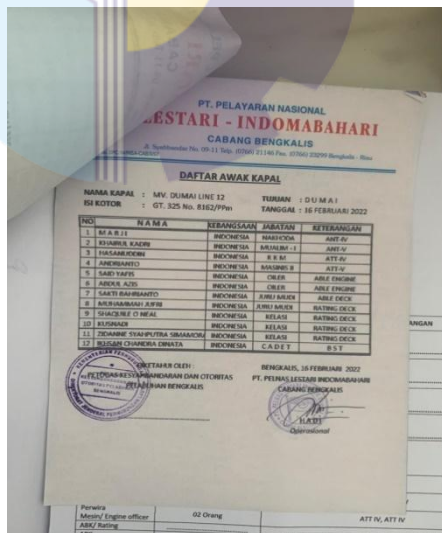 PT. PELAYARAN NASIONAL
LESTARI - INDOMABAHARI
CABANG BENGKALIS
DAFTAR AWAK KAPAL
NAMA KAPAL : MV. DUMAI LINE 12 TUJUAN : DUMAI
ISI KOTOR : GT. 325 No. 8162/PPm TANGGAL : 16 FEBRUARI 2022
NO NAMA KEBANGSAAN JABATAN KETERANGAN
1 MARJI INDONESIA NAKHODA ANT-IV
2 KHAIRUL KADRI INDONESIA MUALIM - I ANT-V
3 HASANUDDIN INDONESIA KKM ATT-IV
4 ANDRIANTO INDONESIA MASINIS II ATT-V
5 SAID YAFIS INDONESIA OILER ABLE ENGINE
6 ABDUL AZIS INDONESIA OILER ABLE ENGINE
7 SAKTI BAHRIANTO INDONESIA JURU MUDI ABLE DECK
8 MUHAMMAD JUFRI INDONESIA JURU MUDI RATING DECK
9 SHAQUILE O NEAL INDONESIA KELASI RATING DECK
10 KUSNADI INDONESIA KELASI RATING DECK
11 ZIDANNE SYAHPUTRA SIMAMORA INDONESIA KELASI RATING DECK
12 IKHSAN CHANDRA DINATA INDONESIA CADET BST
DIKETAHUI OLEH : BENGKALIS, 16 FEBRUARI 2022
PETUGAS KESYAHBANDARAN DAN OTORITAS PT. PELNAS LESTARI INDOMABAHARI
PELABUHAN BENGKALIS CABANG BENGKALIS
HADI
Operasional
ANGAN
Perwira
Mesin/ Engine officer 02 Orang ATT IV, ATT IV
ABK/ Rating